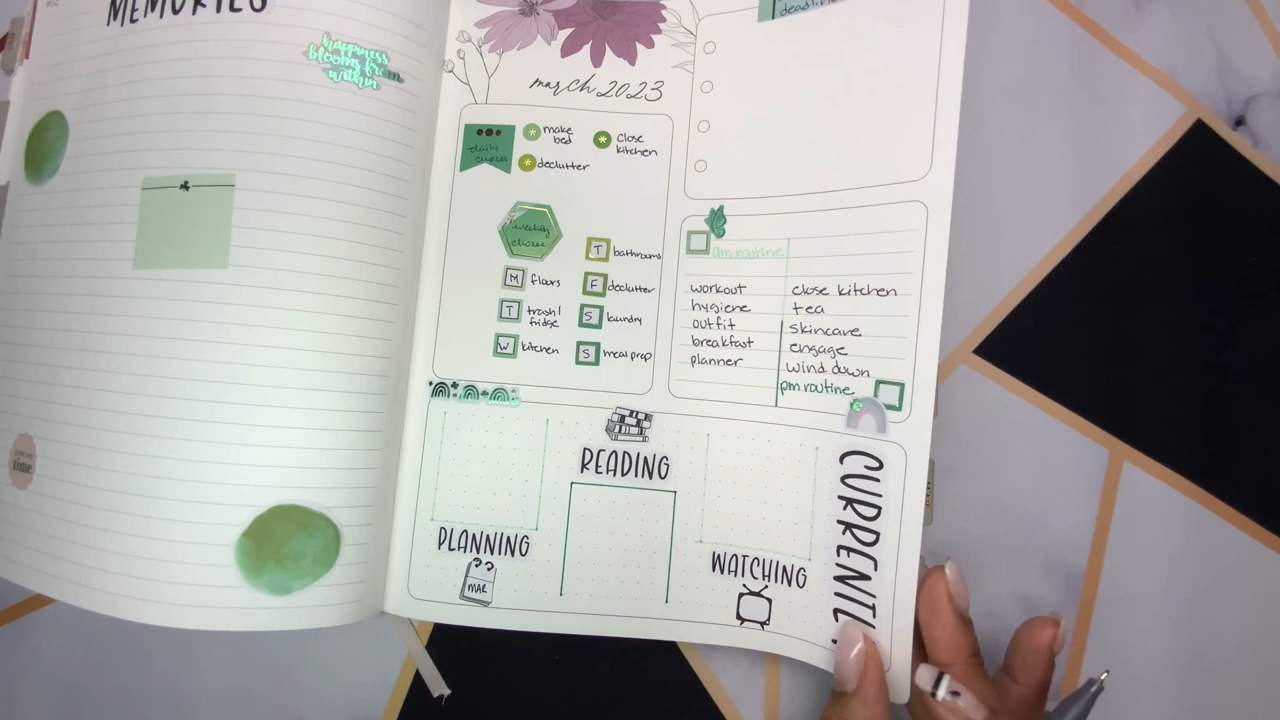 MEMORIES
happiness
blooms from
within
time
march 2023
daily
chores
make
bed
close
kitchen
declutter
weekly
chores
M floors
T trash/
fridge
W kitchen
T bathrooms
F declutter
S laundry
S meal prep
am routine
workout
hygiene
outfit
breakfast
planner
close kitchen
tea
skincare
engage
wind down
pm routine
PLANNING
MAR
READING
WATCHING
CURRENTLY